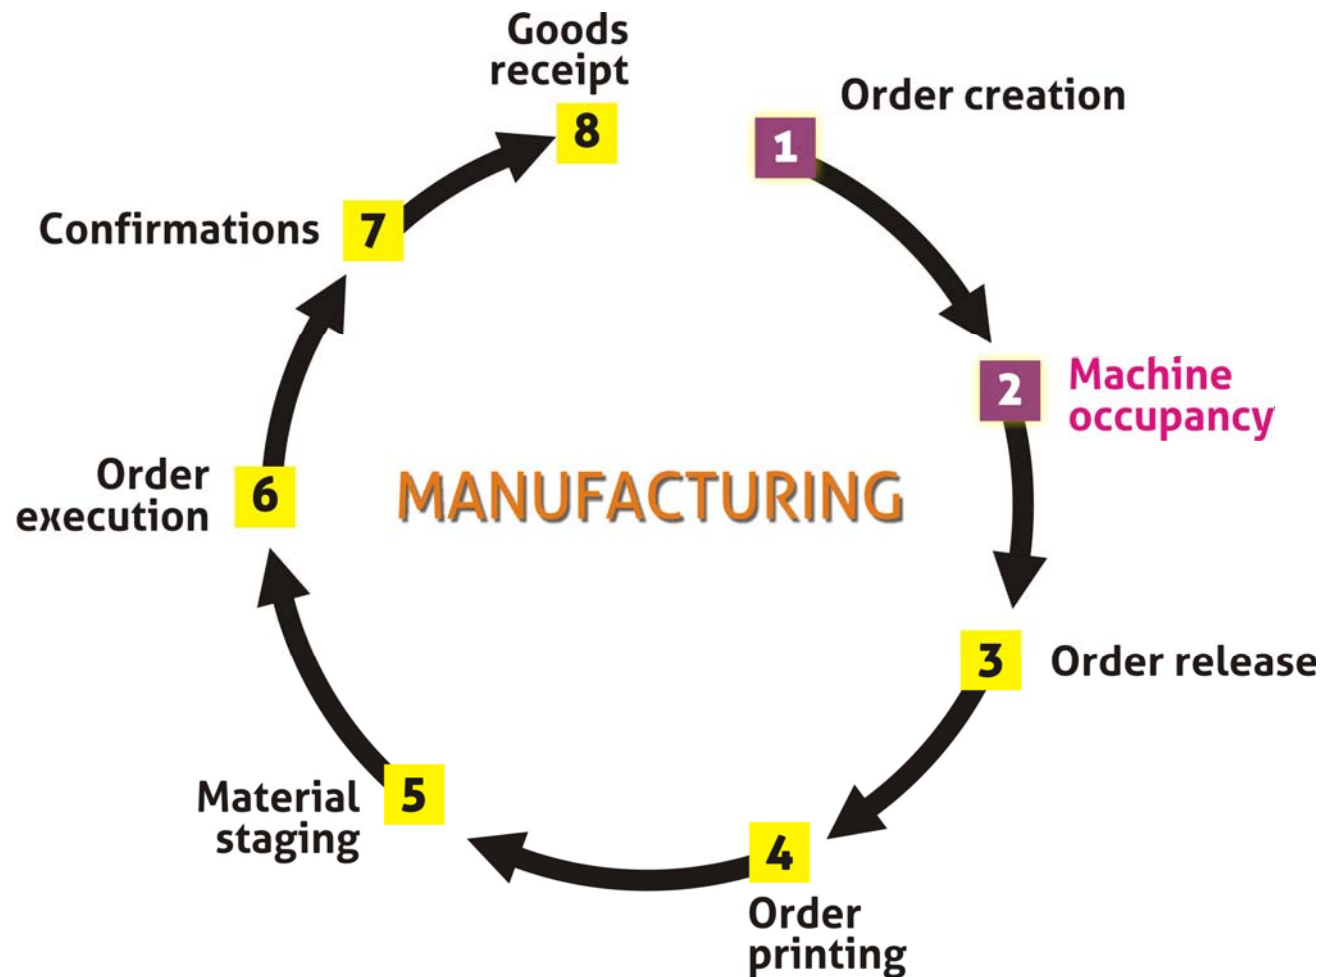 1
Order creation
2
Machine
occupancy
3
Order release
4
Order
printing
5
Material
staging
6
Order
execution
7
Confirmations
8
Goods
receipt
MANUFACTURING